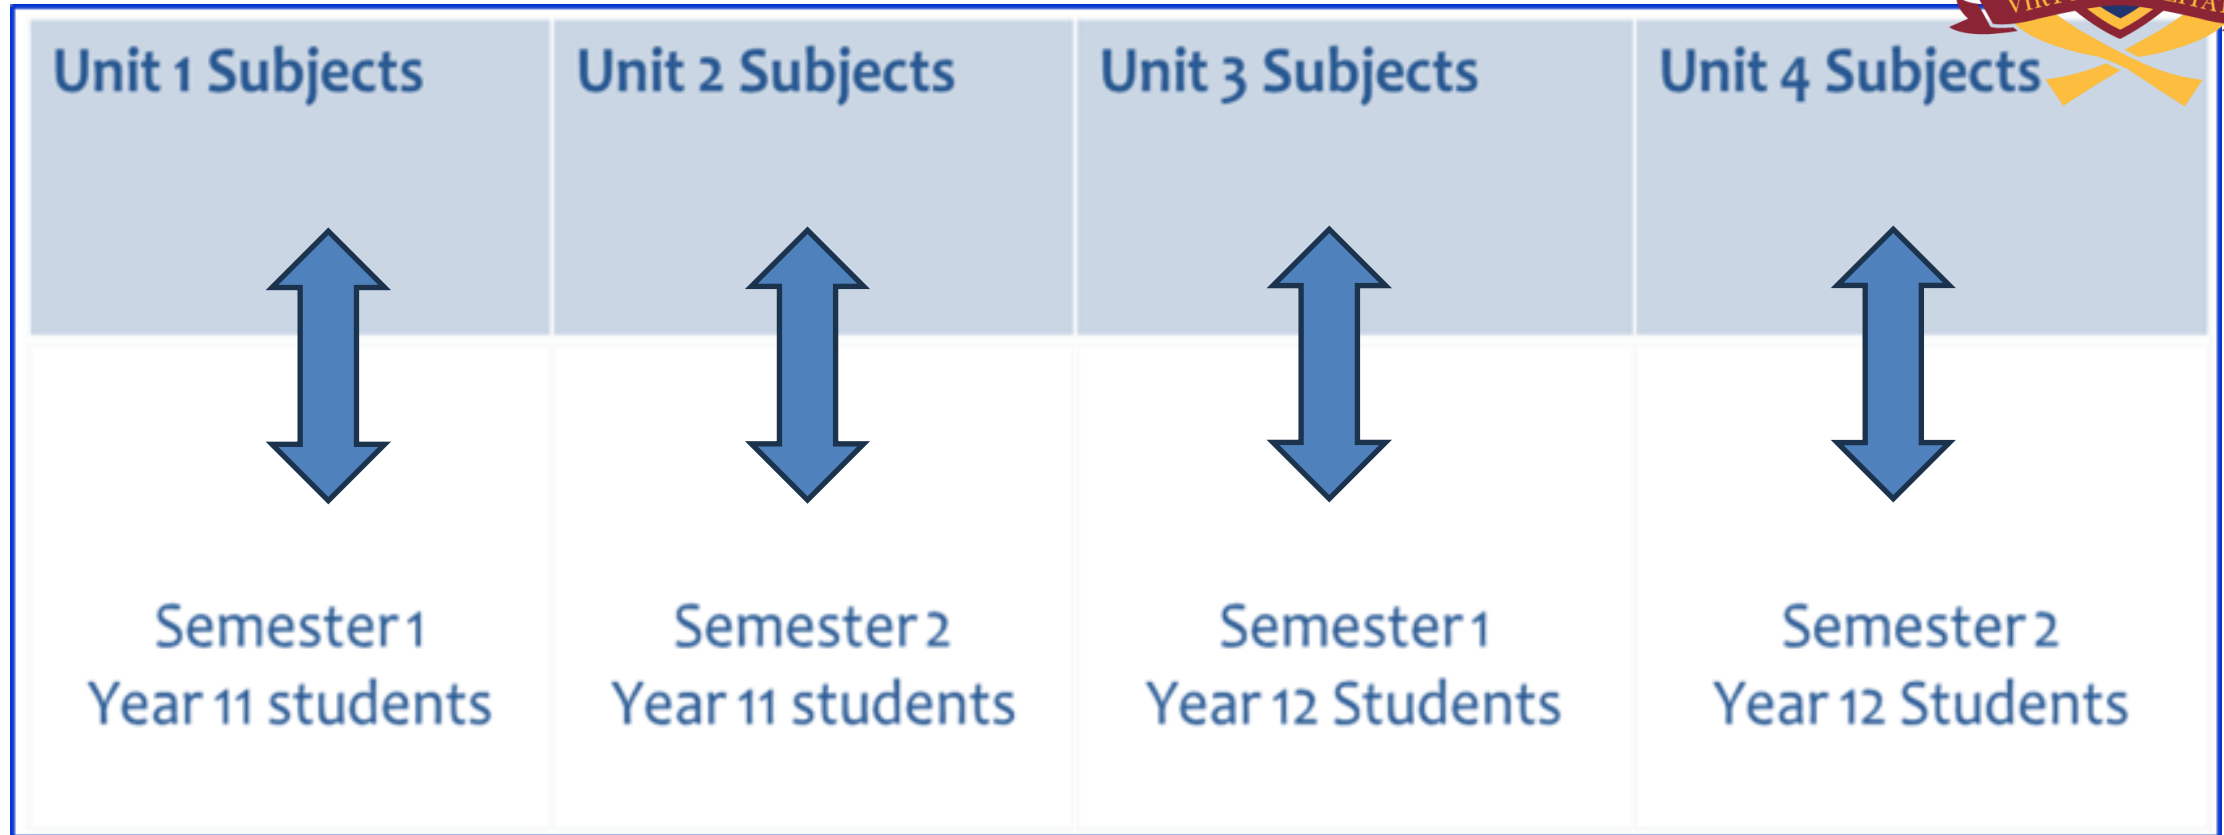 Unit 1 Subjects
Unit 2 Subjects
Unit 3 Subjects
Unit 4 Subjects
Semester 1
Year 11 students
Semester 2
Year 11 students
Semester 1
Year 12 Students
Semester 2
Year 12 Students